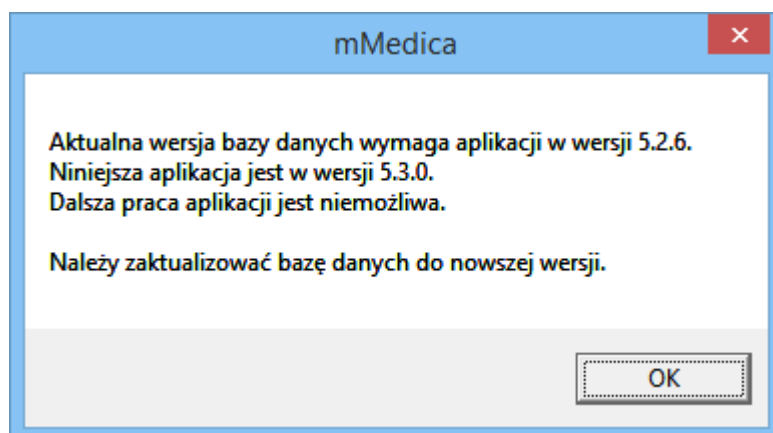 mMedica
Aktualna wersja bazy danych wymaga aplikacji w wersji 5.2.6.
Niniejsza aplikacja jest w wersji 5.3.0.
Dalsza praca aplikacji jest niemożliwa.
Należy zaktualizować bazę danych do nowszej wersji.
OK